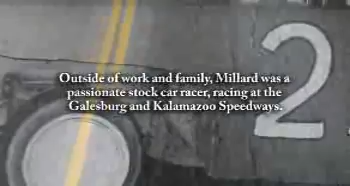 Outside of work and family, Millard was a
passionate stock car racer, racing at the
Galesburg and Kalamazoo Speedways.
2